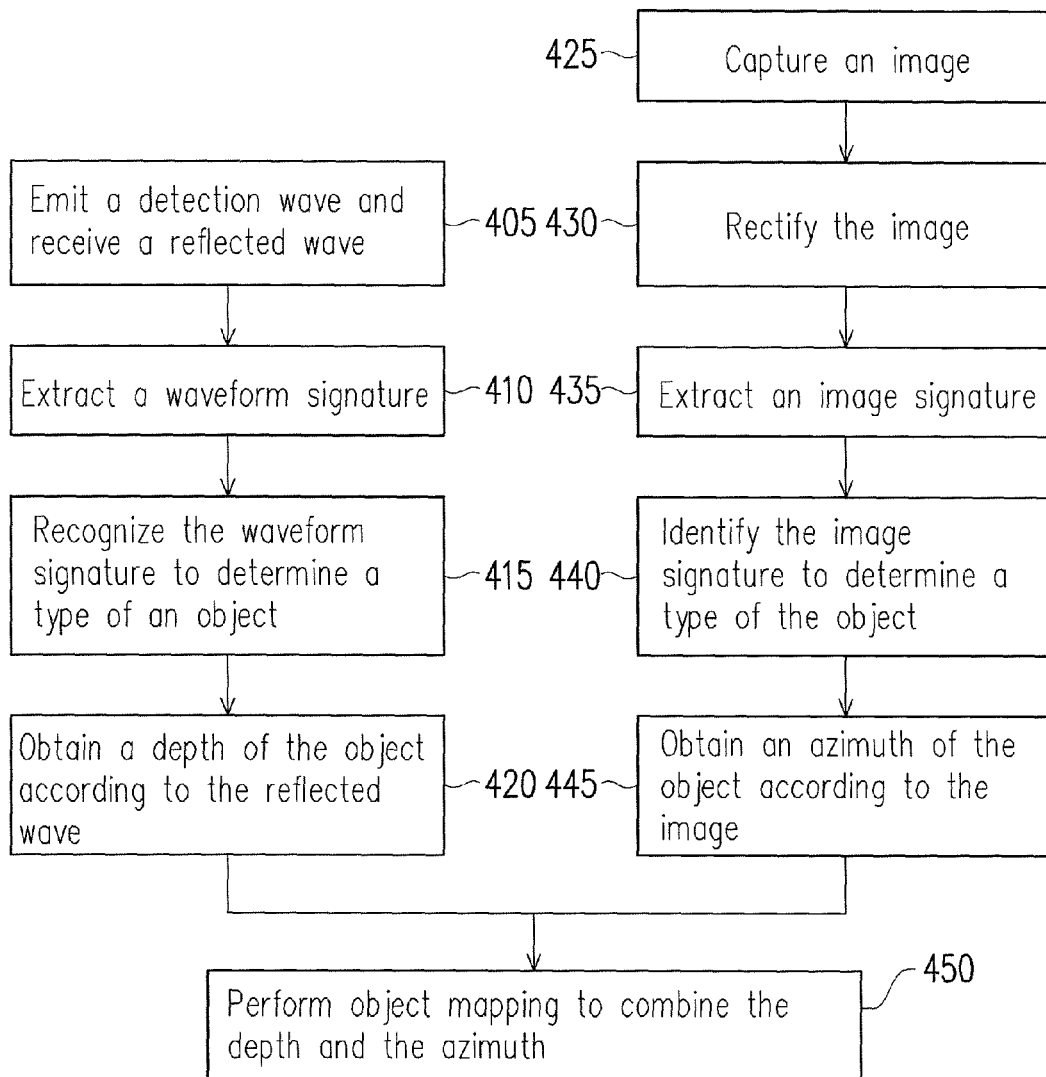 425
Capture an image
Emit a detection wave and
receive a reflected wave
405
430
Rectify the image
Extract a waveform signature
410
435
Extract an image signature
Recognize the waveform
signature to determine a
type of an object
415
440
Identify the image
signature to determine a
type of the object
Obtain a depth of the object
according to the reflected
wave
420
445
Obtain an azimuth of the
object according to the
image
450
Perform object mapping to combine the
depth and the azimuth